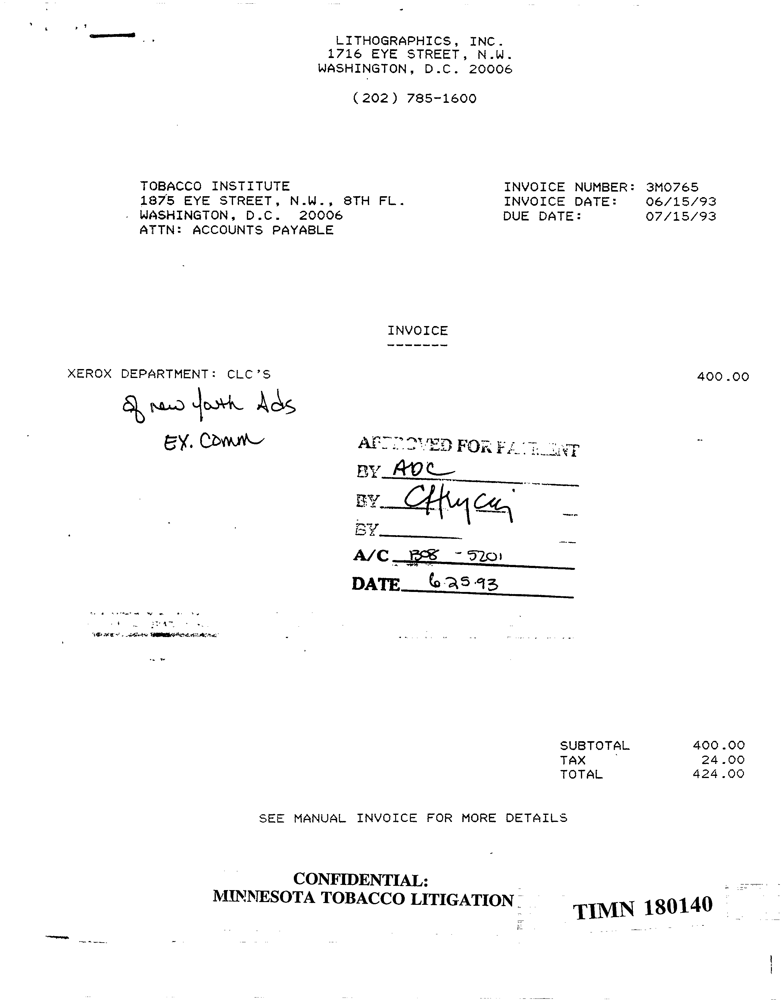 LITHOGRAPHICS, INC.
1716 EYE STREET, N.W.
WASHINGTON, D.C. 20006
(202) 785-1600
TOBACCO INSTITUTE
1875 EYE STREET, N.W., 8TH FL.
WASHINGTON, D.C. 20006
ATTN: ACCOUNTS PAYABLE
INVOICE NUMBER: 3M0765
INVOICE DATE: 06/15/93
DUE DATE: 07/15/93
INVOICE
-------
XEROX DEPARTMENT: CLC'S 400.00
of new youth Ads
EX. Comm
APPROVED FOR PAYMENT
BY ADC
BY
BY
A/C B08 - 5201
DATE 6-25-93
SUBTOTAL 400.00
TAX 24.00
TOTAL 424.00
SEE MANUAL INVOICE FOR MORE DETAILS
CONFIDENTIAL:
MINNESOTA TOBACCO LITIGATION
TIMN 180140